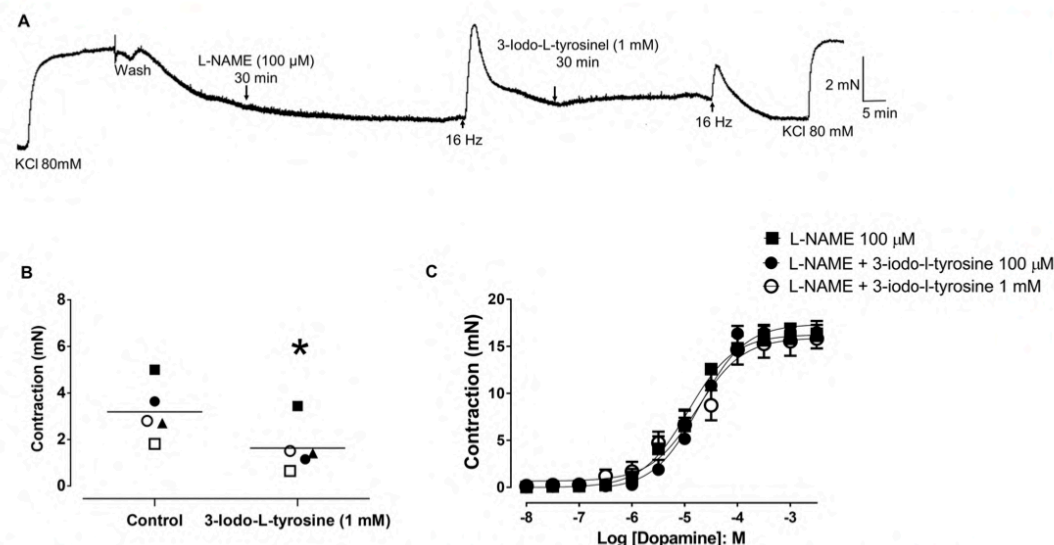 A
L-NAME (100 µM)
30 min
Wash
3-Iodo-L-tyrosinel (1 mM)
30 min
2 mN
5 min
16 Hz
16 Hz
KCl 80 mM
KCl 80mM
L-NAME 100 µM
L-NAME + 3-iodo-l-tyrosine 100 µM
L-NAME + 3-iodo-l-tyrosine 1 mM
B
Contraction (mN)
8
6
4
2
0
*
Control
3-Iodo-L-tyrosine (1 mM)
C
Contraction (mN)
20
15
10
5
0
-8 -7 -6 -5 -4 -3
Log [Dopamine]: M